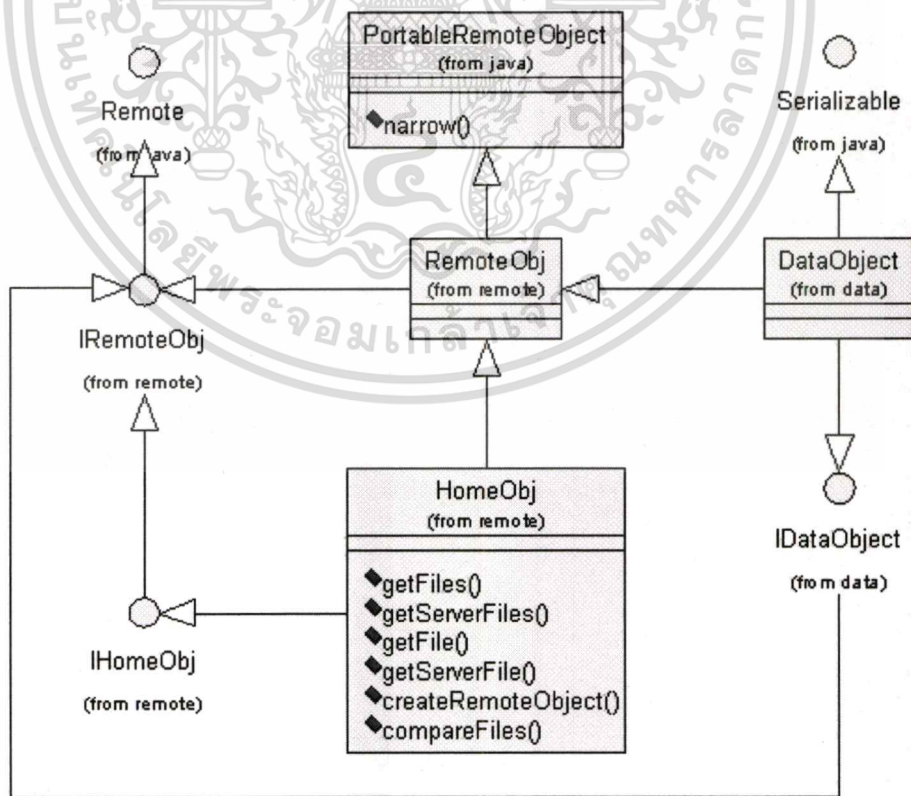 PortableRemoteObject
(from java)
narrow()
Remote
(from java)
Serializable
(from java)
RemoteObj
(from remote)
DataObject
(from data)
IRemoteObj
(from remote)
HomeObj
(from remote)
getFiles()
getServerFiles()
getFile()
getServerFile()
createRemoteObject()
compareFiles()
IHomeObj
(from remote)
IDataObject
(from data)